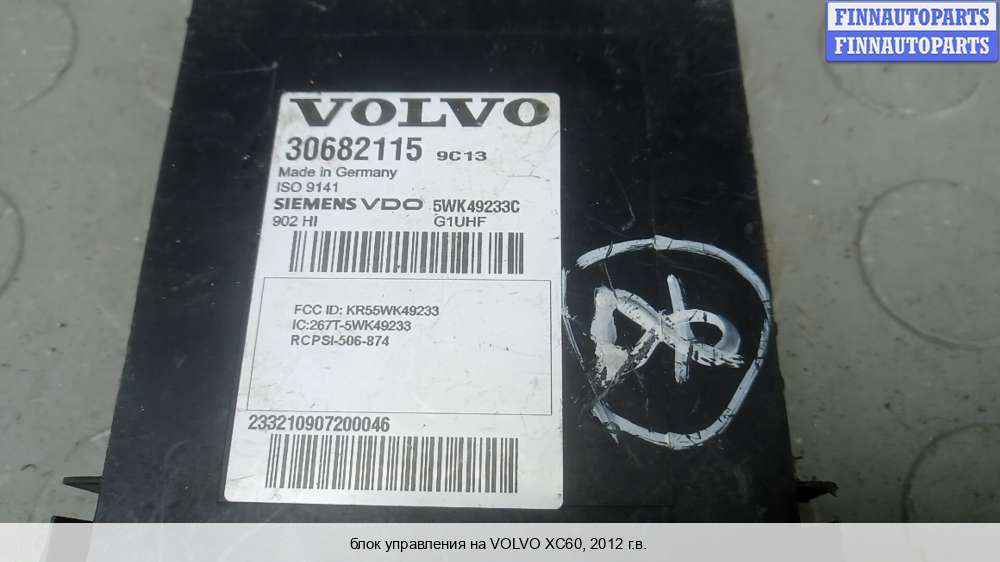 FINNAUTOPARTS
FINNAUTOPARTS
VOLVO
30682115 9C13
Made in Germany
ISO 9141
SIEMENS VDO 5WK49233C
902 HI G1UHF
FCC ID: KR55WK49233
IC:267T-5WK49233
RCPSI-506-874
233210907200046
блок управления на VOLVO XC60, 2012 г.в.